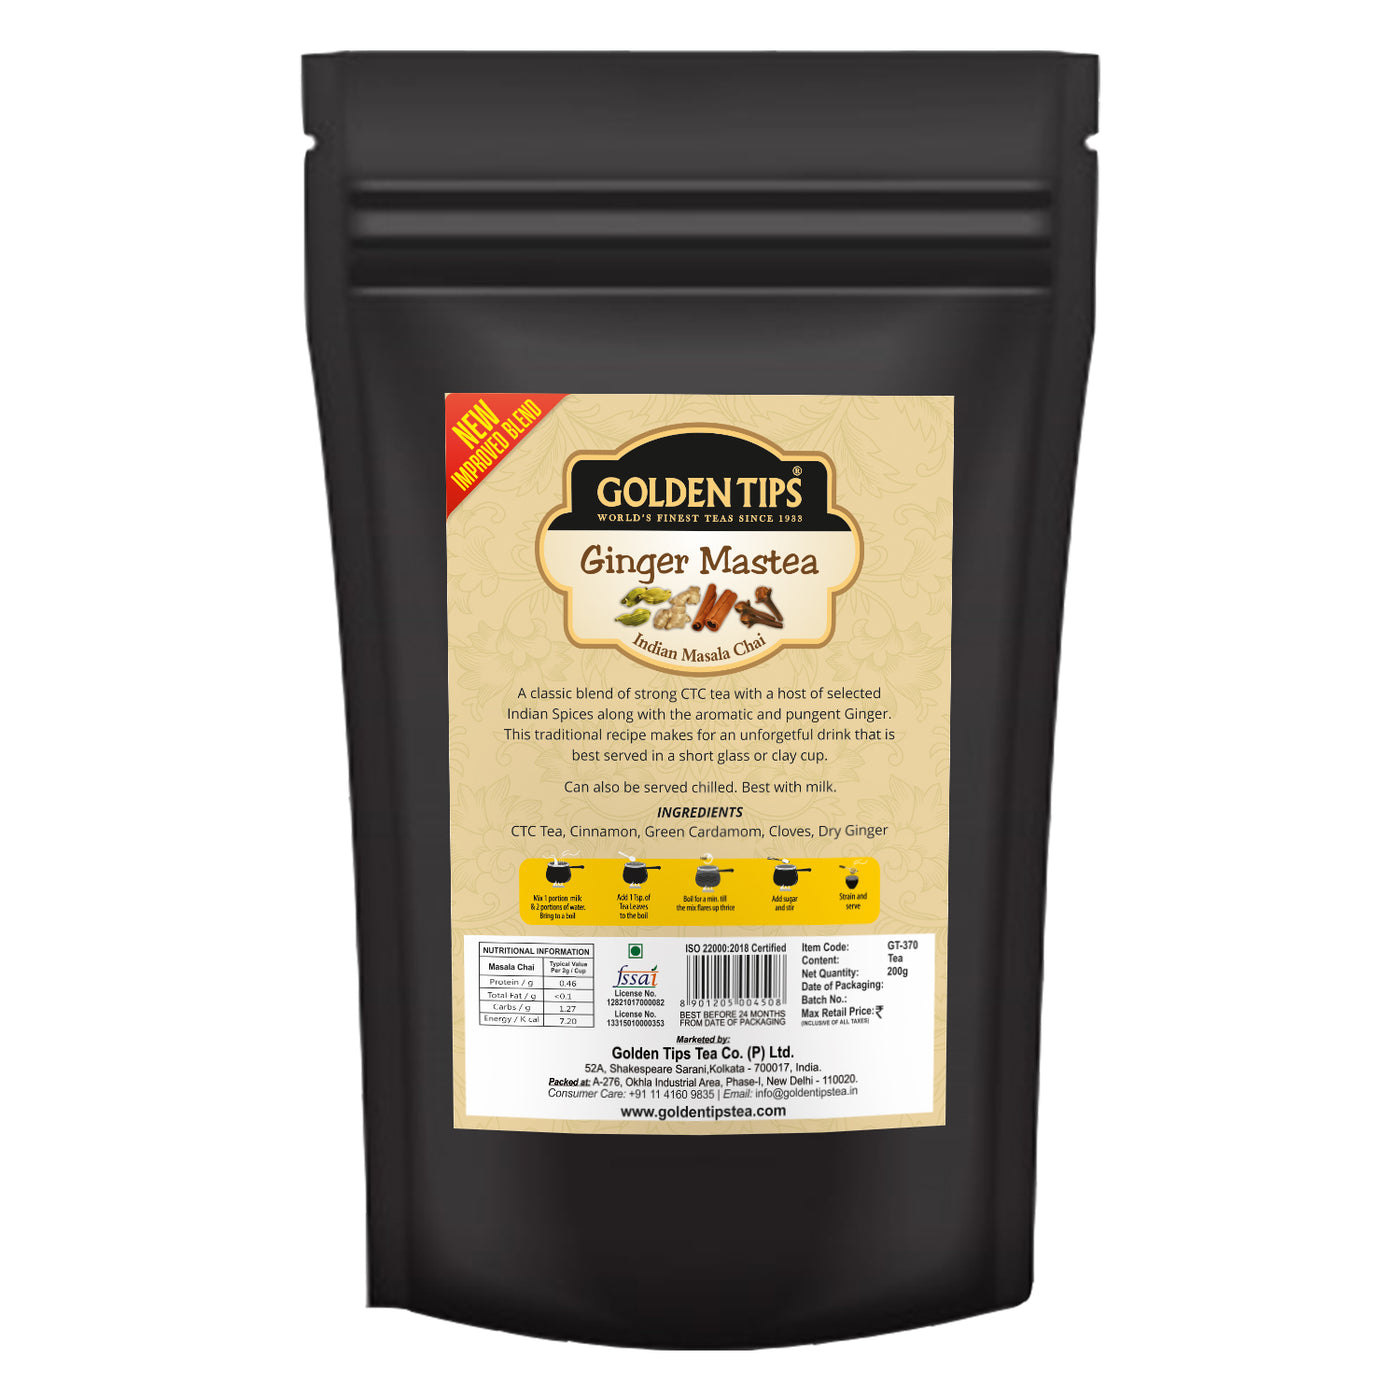 NEW
IMPROVED BLEND
GOLDEN TIPS®
WORLD'S FINEST TEAS SINCE 1933
Ginger Mastea
Indian Masala Chai
A classic blend of strong CTC tea with a host of selected
Indian Spices along with the aromatic and pungent Ginger.
This traditional recipe makes for an unforgetful drink that is
best served in a short glass or clay cup.
Can also be served chilled. Best with milk.
INGREDIENTS
CTC Tea, Cinnamon, Green Cardamom, Cloves, Dry Ginger
Mix 1 portion milk
& 2 portions of water.
Bring to a boil
Add 1 Tsp. of
Tea Leaves
to the boil
Boil for a min. till
the mix flares up thrice
Add sugar
and stir
Strain and
serve
NUTRITIONAL INFORMATION
Masala Chai
Typical Value
Per 2g / Cup
Protein / g 0.46
Total Fat / g <0.1
Carbs / g 1.27
Energy / K cal 7.20
fssai
License No.
12821017000082
License No.
13315010000353
ISO 22000:2018 Certified
8 901205 004508
BEST BEFORE 24 MONTHS
FROM DATE OF PACKAGING
Item Code: GT-370
Content: Tea
Net Quantity: 200g
Date of Packaging:
Batch No.:
Max Retail Price: ₹
(INCLUSIVE OF ALL TAXES)
Marketed by:
Golden Tips Tea Co. (P) Ltd.
52A, Shakespeare Sarani,Kolkata - 700017, India.
Packed at: A-276, Okhla Industrial Area, Phase-I, New Delhi - 110020.
Consumer Care: +91 11 4160 9835 | Email: info@goldentipstea.in
www.goldentipstea.com